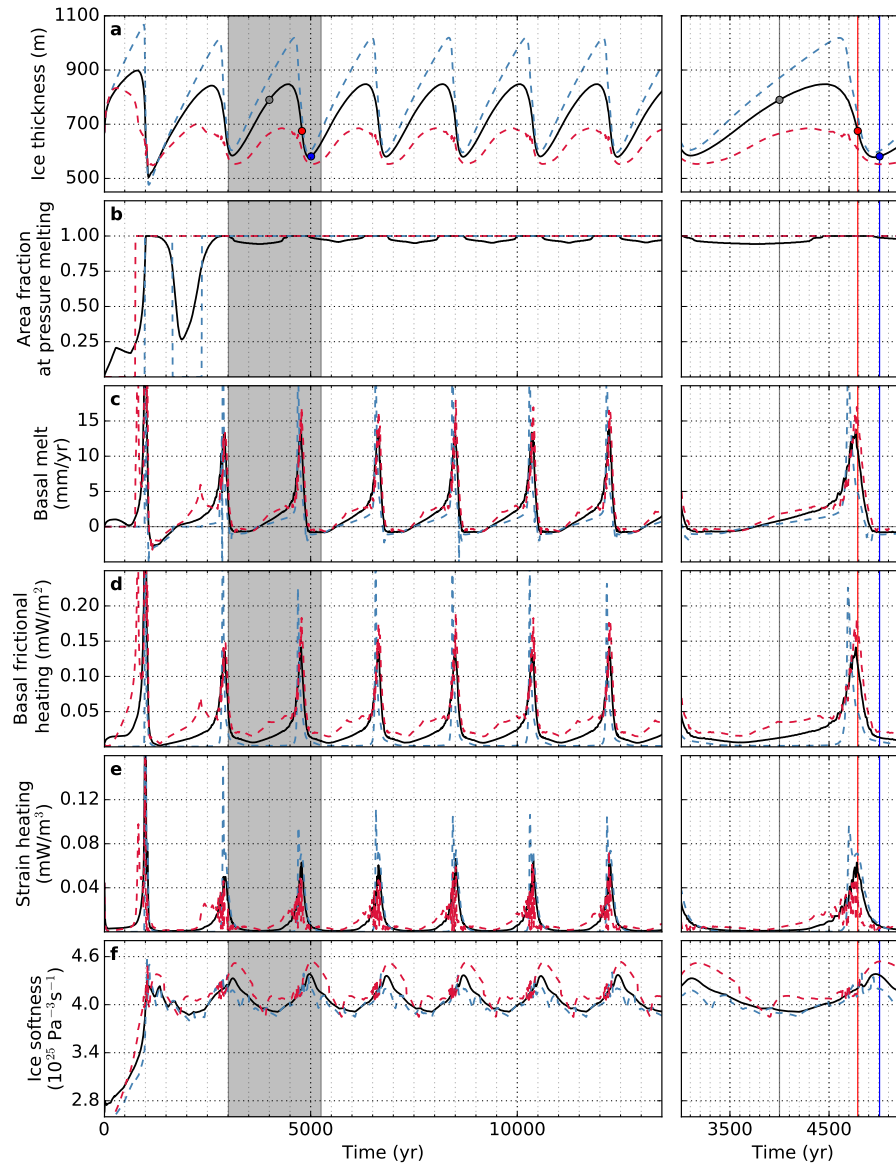 a
Ice thickness (m)
1100
900
700
500
b
Area fraction
at pressure melting
1.00
0.75
0.50
0.25
c
Basal melt
(mm/yr)
15
10
5
0
d
Basal frictional
heating (mW/m²)
0.20
0.15
0.10
0.05
e
Strain heating
(mW/m³)
0.12
0.08
0.04
f
Ice softness
(10²⁵ Pa⁻³s⁻¹)
4.6
4.0
3.4
2.8
0 5000 10000
3500 4500
Time (yr)
Time (yr)